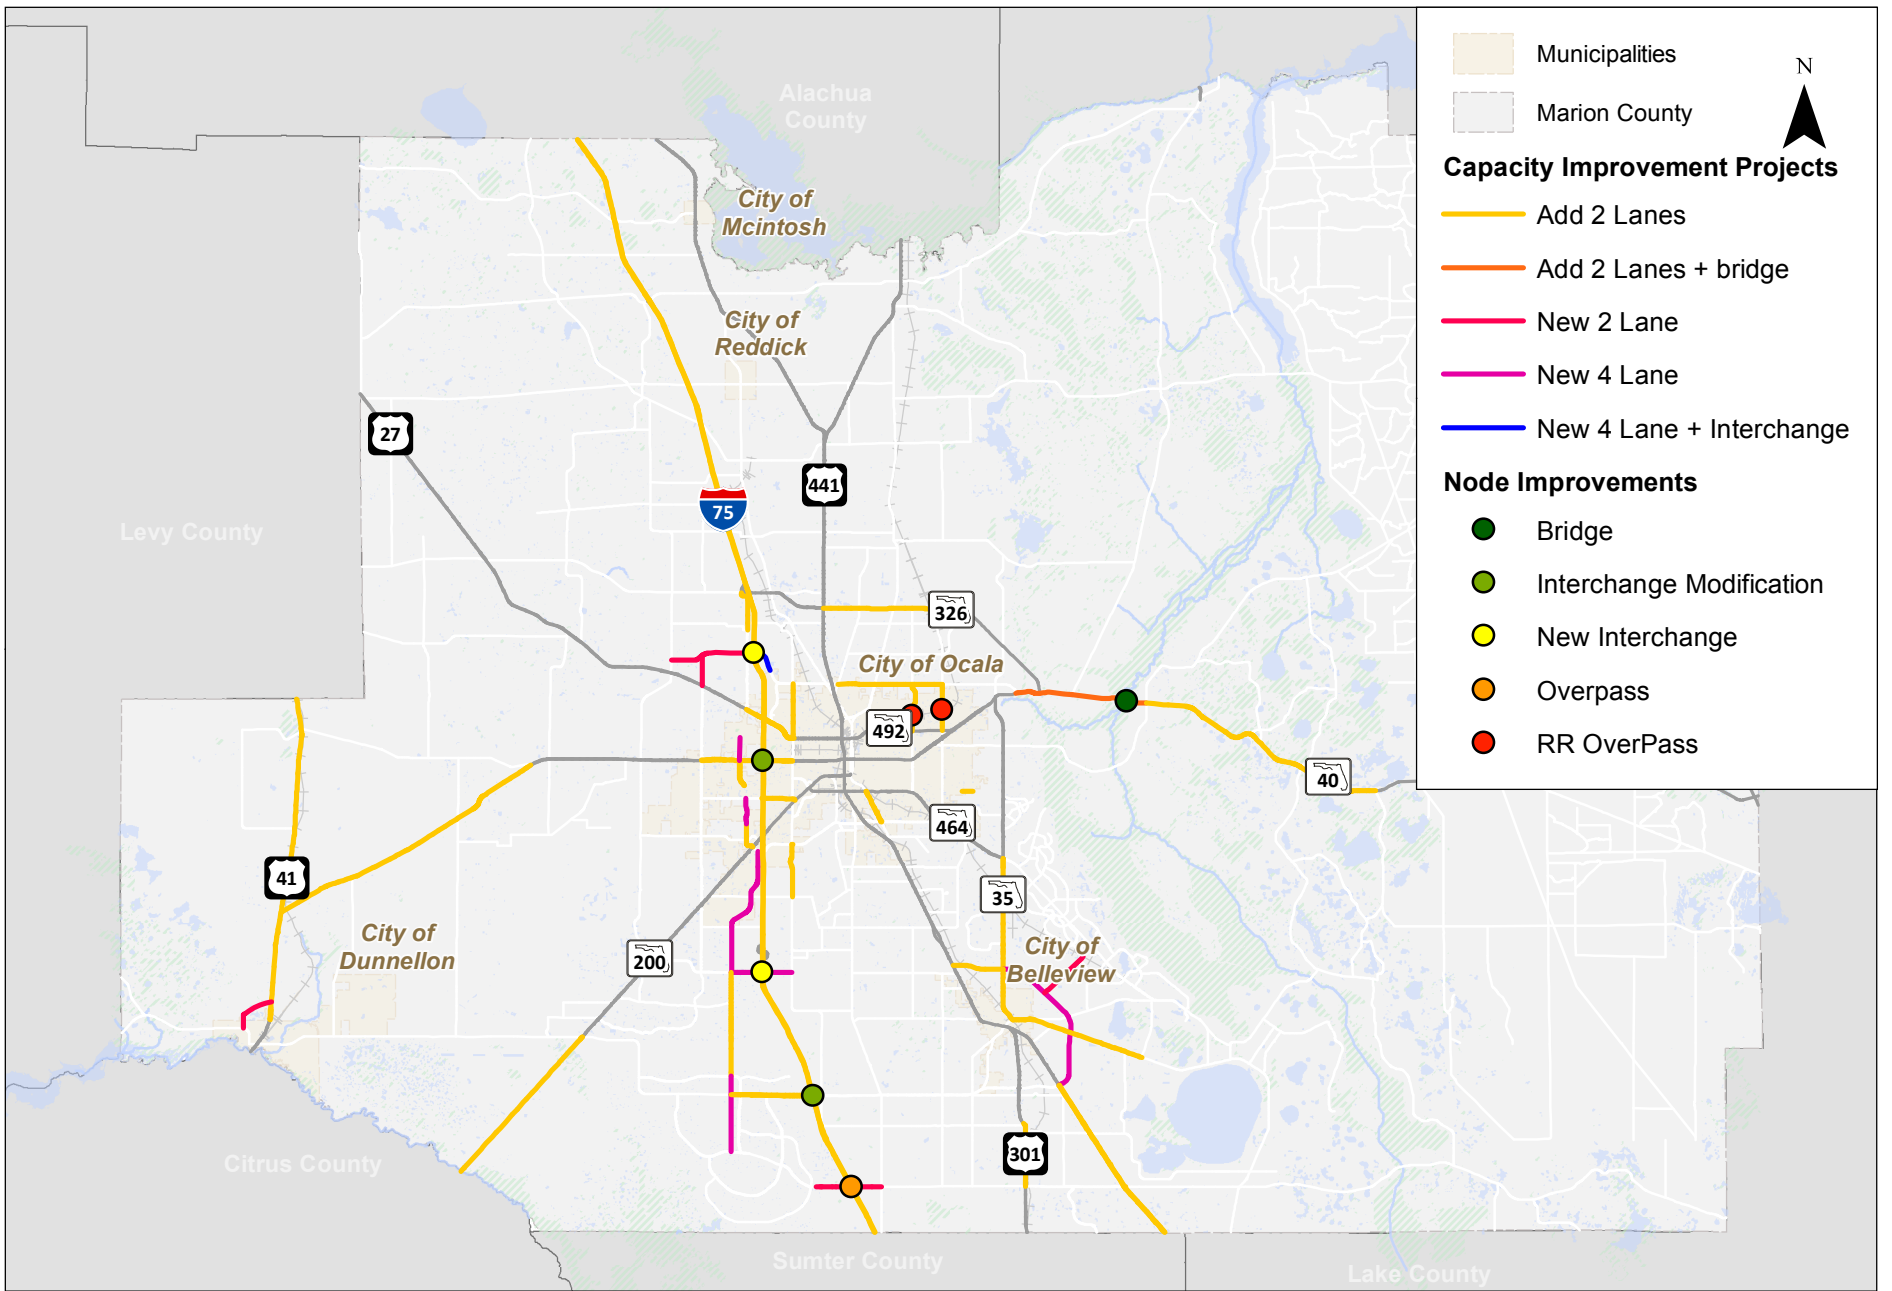 Alachua
County
City of
Mcintosh
City of
Reddick
27
441
75
Levy County
326
City of Ocala
492
40
464
41
35
City of
Dunnellon
200
City of
Belleview
301
Citrus County
Sumter County
Lake County
Municipalities
N
Marion County
Capacity Improvement Projects
Add 2 Lanes
Add 2 Lanes + bridge
New 2 Lane
New 4 Lane
New 4 Lane + Interchange
Node Improvements
Bridge
Interchange Modification
New Interchange
Overpass
RR OverPass